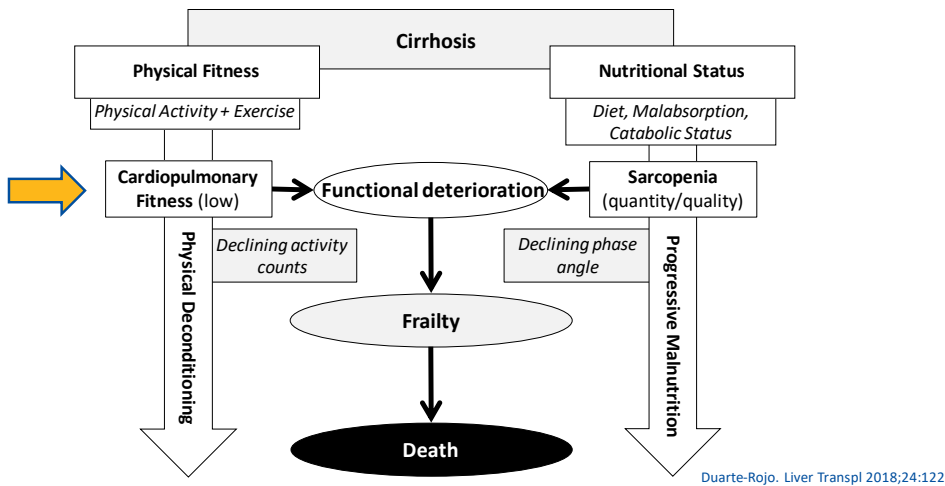 Cirrhosis
Physical Fitness
Nutritional Status
Physical Activity + Exercise
Diet, Malabsorption,
Catabolic Status
Cardiopulmonary
Fitness (low)
Functional deterioration
Sarcopenia
(quantity/quality)
Physical Deconditioning
Declining activity
counts
Declining phase
angle
Progressive Malnutrition
Frailty
Death
Duarte-Rojo. Liver Transpl 2018;24:122